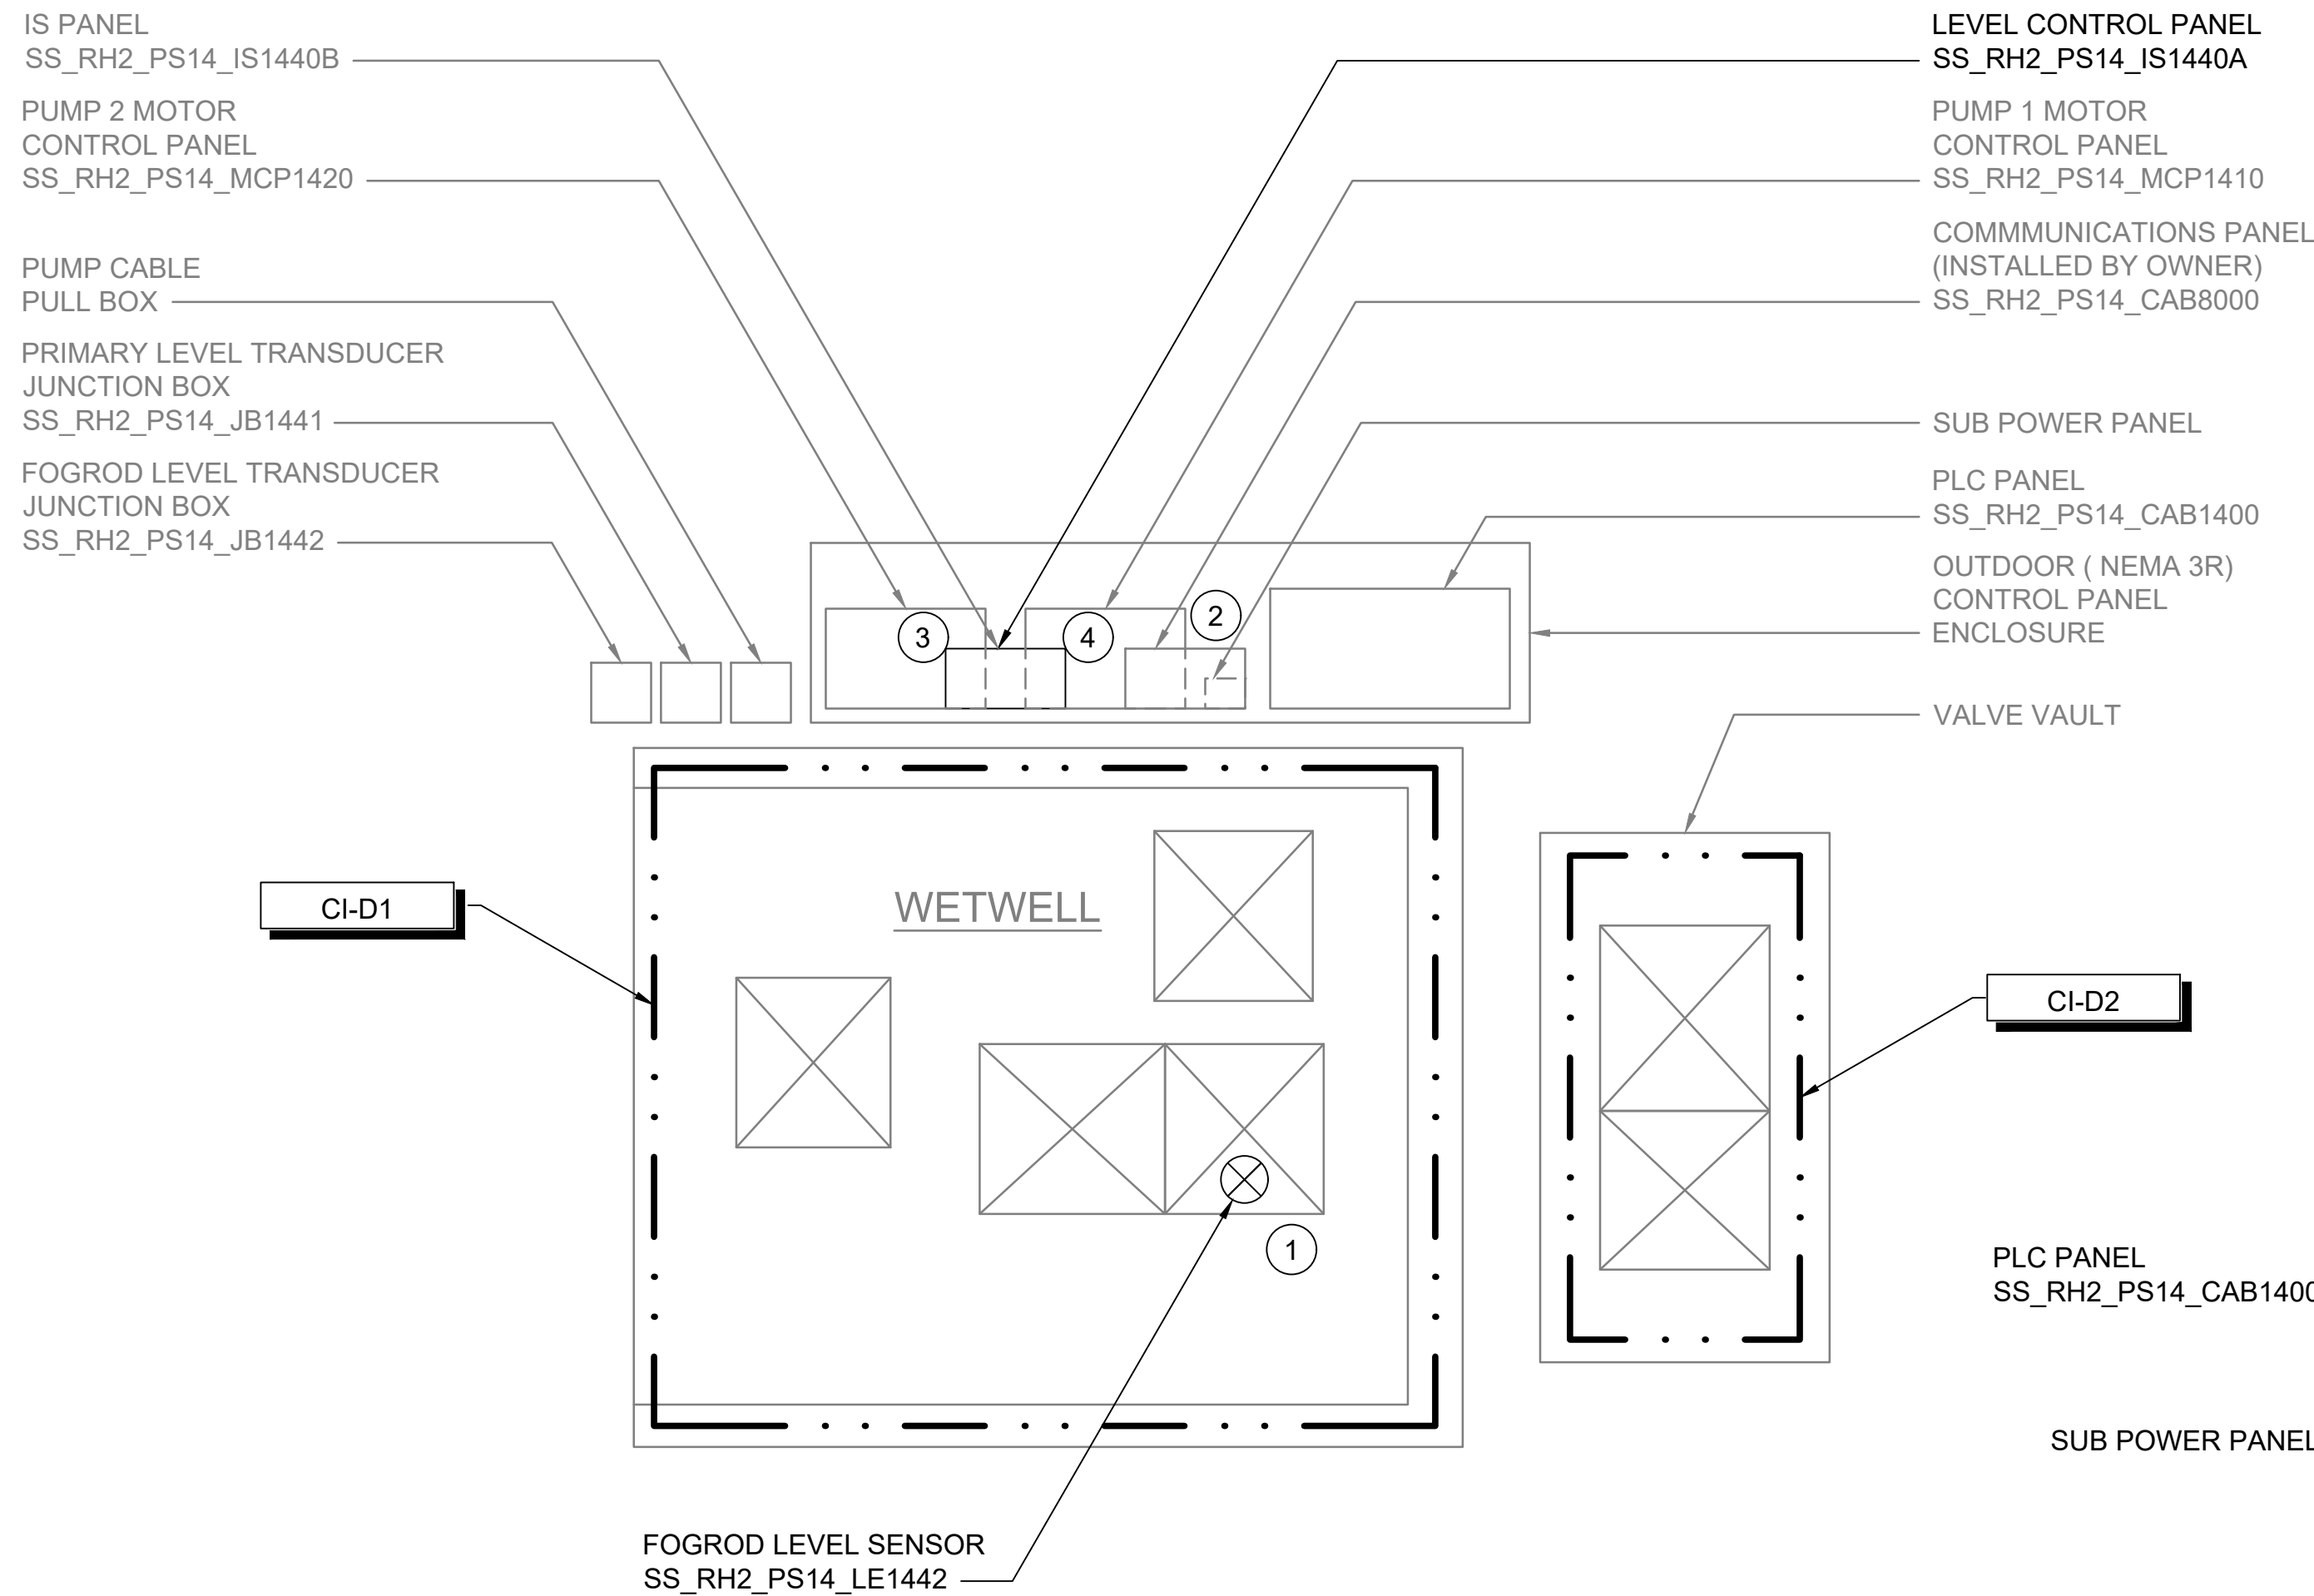 IS PANEL
SS_RH2_PS14_IS1440B
PUMP 2 MOTOR
CONTROL PANEL
SS_RH2_PS14_MCP1420
PUMP CABLE
PULL BOX
PRIMARY LEVEL TRANSDUCER
JUNCTION BOX
SS_RH2_PS14_JB1441
FOGROD LEVEL TRANSDUCER
JUNCTION BOX
SS_RH2_PS14_JB1442
LEVEL CONTROL PANEL
SS_RH2_PS14_IS1440A
PUMP 1 MOTOR
CONTROL PANEL
SS_RH2_PS14_MCP1410
COMMMUNICATIONS PANEL
(INSTALLED BY OWNER)
SS_RH2_PS14_CAB8000
SUB POWER PANEL
PLC PANEL
SS_RH2_PS14_CAB1400
OUTDOOR ( NEMA 3R)
CONTROL PANEL
ENCLOSURE
VALVE VAULT
3
4
2
CI-D1
WETWELL
CI-D2
1
PLC PANEL
SS_RH2_PS14_CAB1400
SUB POWER PANEL
FOGROD LEVEL SENSOR
SS_RH2_PS14_LE1442